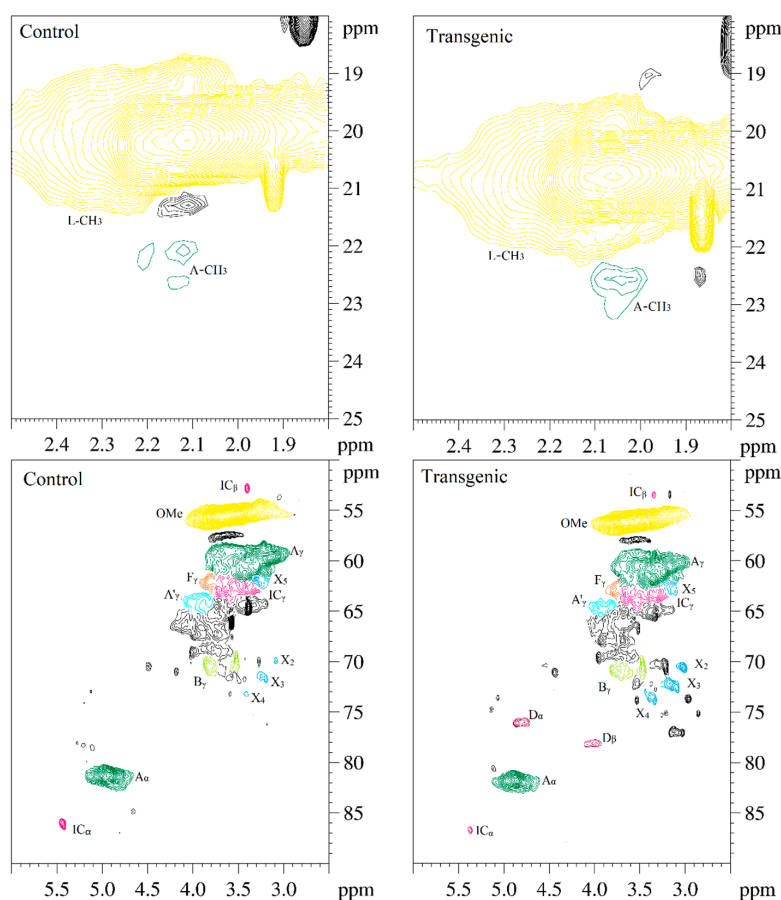 Control
ppm
19
20
21
22
23
24
25
L-CH3
A-CH3
2.4 2.3 2.2 2.1 2.0 1.9 ppm
Transgenic
ppm
19
20
21
22
23
24
25
L-CH3
A-CH3
2.4 2.3 2.2 2.1 2.0 1.9 ppm
Control
ppm
ICβ
OMe
55
Aγ
60
Fγ
X5
A'γ
ICγ
65
X2
70
Bγ
X3
X4
75
80
Aα
85
ICα
5.5 5.0 4.5 4.0 3.5 3.0 ppm
Transgenic
ppm
ICβ
OMe
55
Aγ
60
Fγ
X5
A'γ
ICγ
65
X2
70
Bγ
X3
X4
75
Dα
Dβ
80
Aα
85
ICα
5.5 5.0 4.5 4.0 3.5 3.0 ppm